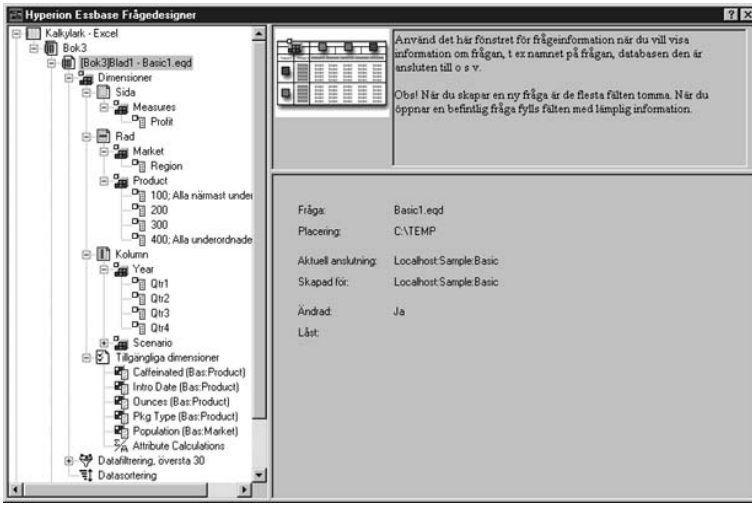 Hyperion Essbase Frågedesigner
Kalkylark - Excel
Bok3
[Bok3]Blad1 - Basic1.eqd
Dimensioner
Sida
Measures
Profit
Rad
Market
Region
Product
100; Alla närmast under
200
300
400; Alla underordnade
Kolumn
Year
Qtr1
Qtr2
Qtr3
Qtr4
Scenario
Tillgängliga dimensioner
Caffeinated (Bas:Product)
Intro Date (Bas:Product)
Ounces (Bas:Product)
Pkg Type (Bas:Product)
Population (Bas:Market)
Attribute Calculations
Datafiltrering, översta 30
Datasortering
Använd det här fönstret för frågeinformation när du vill visa
information om frågan, t ex namnet på frågan, databasen den är
ansluten till o s v.
Obs! När du skapar en ny fråga är de flesta fälten tomma. När du
öppnar en befintlig fråga fylls fälten med lämplig information.
Fråga: Basic1.eqd
Placering: C:\TEMP
Aktuell anslutning: Localhost:Sample:Basic
Skapad för: Localhost:Sample:Basic
Ändrad: Ja
Låst: